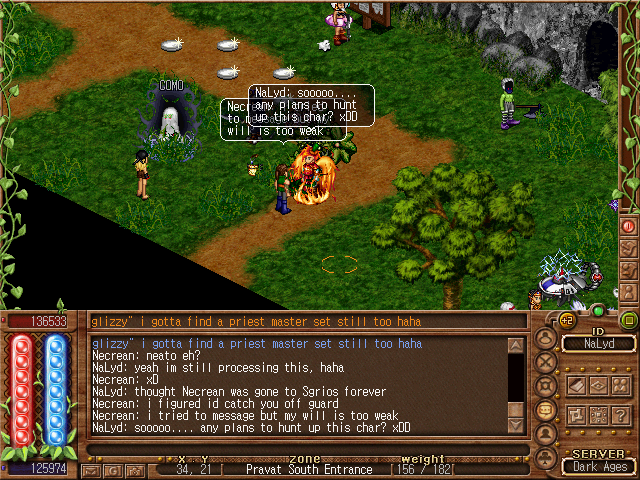 COMO
NaLyd: sooooo....
any plans to hunt
up this char? xDD
Necre
to me
will is too weak.
136533
glizzy" i gotta find a priest master set still too haha
glizzy" i gotta find a priest master set still too haha
Necrean: neato eh?
NaLyd: yeah im still processing this, haha
Necrean: xD
NaLyd: thought Necrean was gone to Sgrios forever
Necrean: i figured id catch you off guard
Necrean: i tried to message but my will is too weak
NaLyd: sooooo.... any plans to hunt up this char? xDD
+2
ID
NaLyd
?
SERVER
Dark Ages
125974
x y zone weight
34, 21 [ Pravat South Entrance [156 / 182[